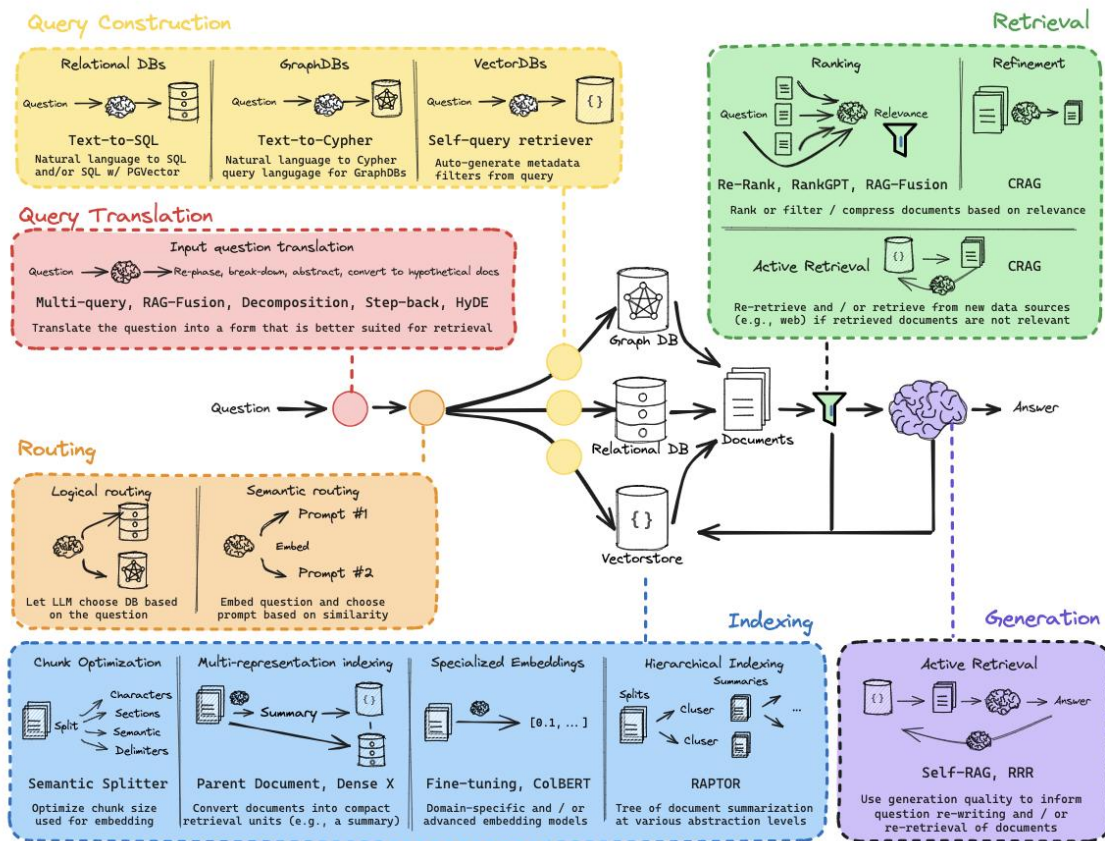 Query Construction
Relational DBs
Question
Text-to-SQL
Natural language to SQL
and/or SQL w/ PGVector
GraphDBs
Question
Text-to-Cypher
Natural language to Cypher
query langugage for GraphDBs
VectorDBs
Question
{ }
Self-query retriever
Auto-generate metadata
filters from query
Retrieval
Ranking
Question
Relevance
Re-Rank, RankGPT, RAG-Fusion
Refinement
CRAG
Rank or filter / compress documents based on relevance
Active Retrieval
{ }
CRAG
Re-retrieve and / or retrieve from new data sources
(e.g., web) if retrieved documents are not relevant
Query Translation
Input question translation
Question
Re-phase, break-down, abstract, convert to hypothetical docs
Multi-query, RAG-Fusion, Decomposition, Step-back, HyDE
Translate the question into a form that is better suited for retrieval
Question
Graph DB
Relational DB
{ }
Vectorstore
Documents
Answer
Routing
Logical routing
Let LLM choose DB based
on the question
Semantic routing
Prompt #1
Embed
Prompt #2
Embed question and choose
prompt based on similarity
Indexing
Chunk Optimization
Split
Characters
Sections
Semantic
Delimiters
Semantic Splitter
Optimize chunk size
used for embedding
Multi-representation indexing
Summary
{ }
Parent Document, Dense X
Convert documents into compact
retrieval units (e.g., a summary)
Specialized Embeddings
[0.1, ...]
Fine-tuning, ColBERT
Domain-specific and / or
advanced embedding models
Hierarchical Indexing
Summaries
Splits
Cluser
...
Cluser
RAPTOR
Tree of document summarization
at various abstraction levels
Generation
Active Retrieval
{ }
Answer
Self-RAG, RRR
Use generation quality to inform
question re-writing and / or
re-retrieval of documents